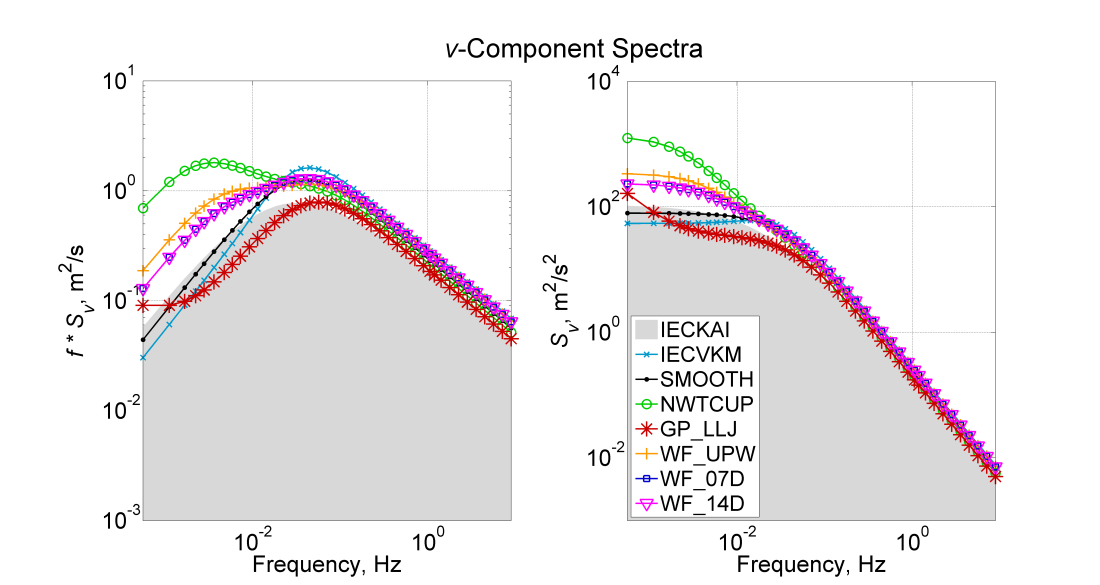 v-Component Spectra
10^1
10^0
10^-1
10^-2
10^-3
f * S_v, m^2/s
10^-2
10^0
Frequency, Hz
10^4
10^2
10^0
10^-2
S_v, m^2/s^2
IECKAI
IECVKM
SMOOTH
NWTCUP
GP_LLJ
WF_UPW
WF_07D
WF_14D
10^-2
10^0
Frequency, Hz